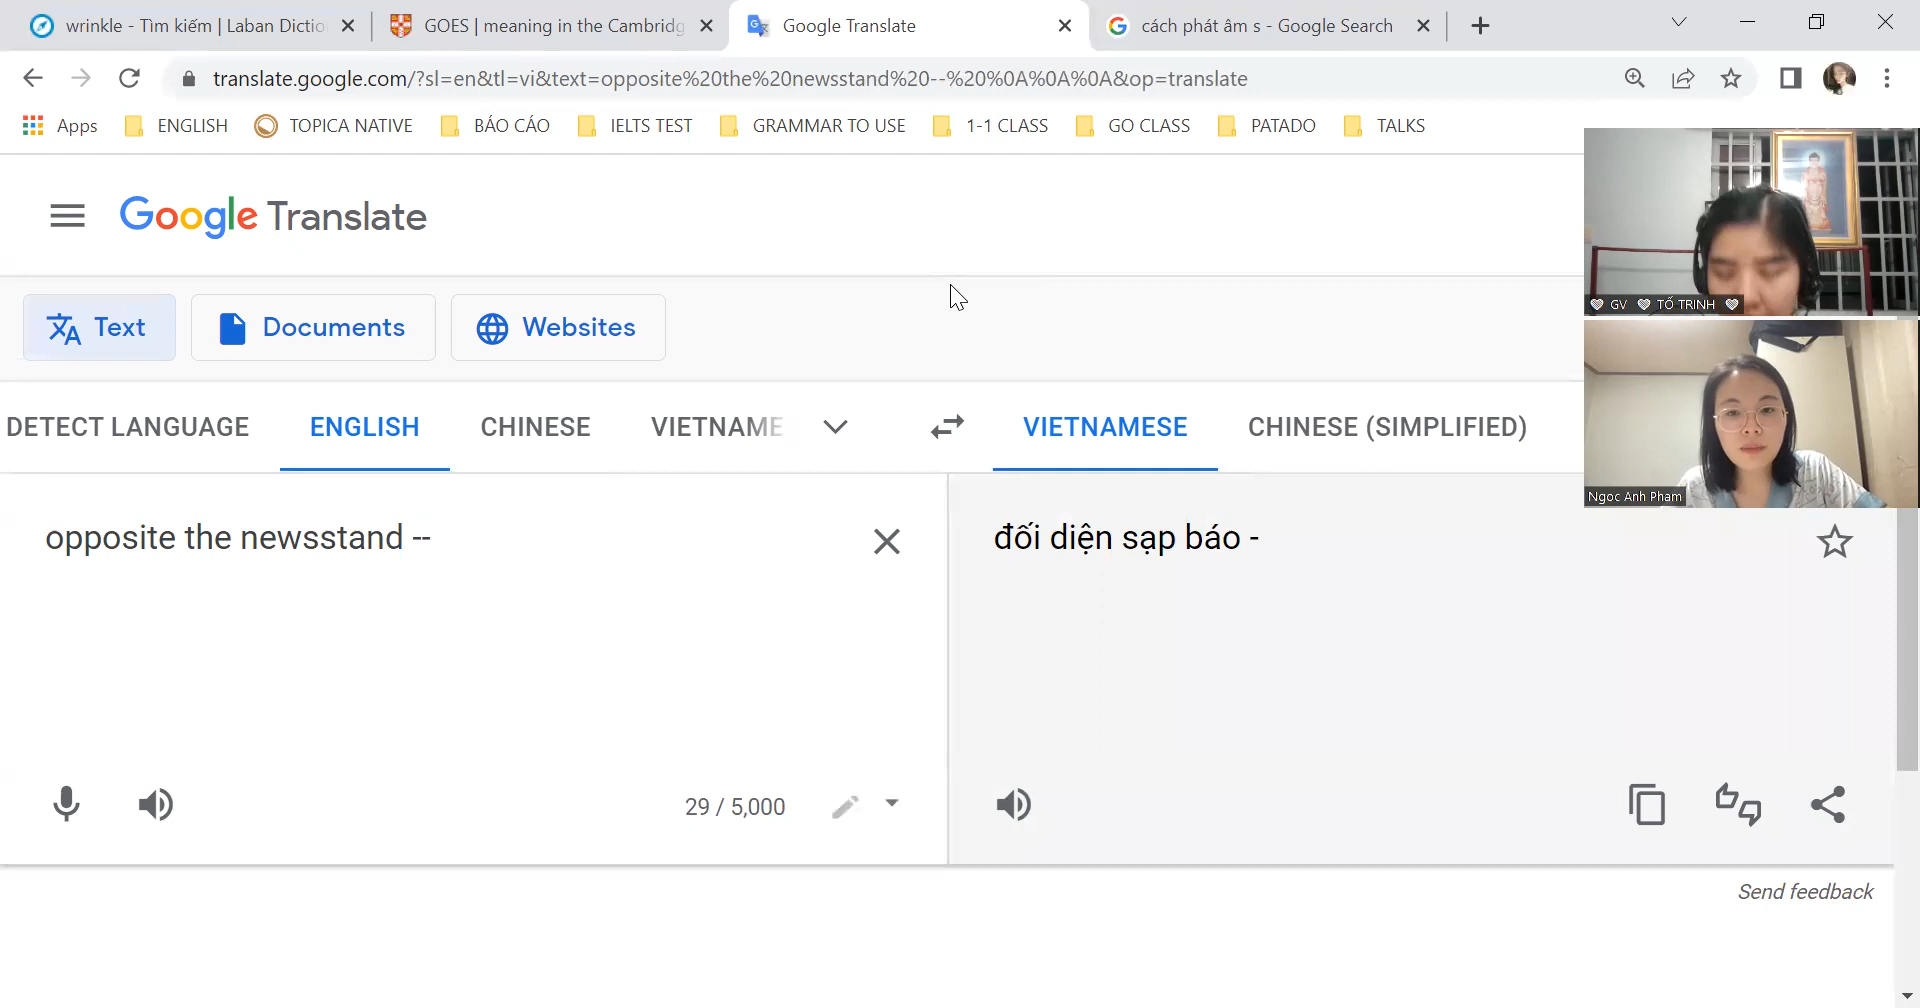 wrinkle - Tìm kiếm | Laban Dictio
GOES | meaning in the Cambridg
Google Translate
cách phát âm s - Google Search
translate.google.com/?sl=en&tl=vi&text=opposite%20the%20newsstand%20--%20%0A%0A%0A&op=translate
Apps
ENGLISH
TOPICA NATIVE
BÁO CÁO
IELTS TEST
GRAMMAR TO USE
1-1 CLASS
GO CLASS
PATADO
TALKS
Google Translate
GV TỐ TRINH
Text
Documents
Websites
DETECT LANGUAGE
ENGLISH
CHINESE
VIETNAME
VIETNAMESE
CHINESE (SIMPLIFIED)
Ngoc Anh Pham
opposite the newsstand --
đối diện sạp báo -
29 / 5,000
Send feedback